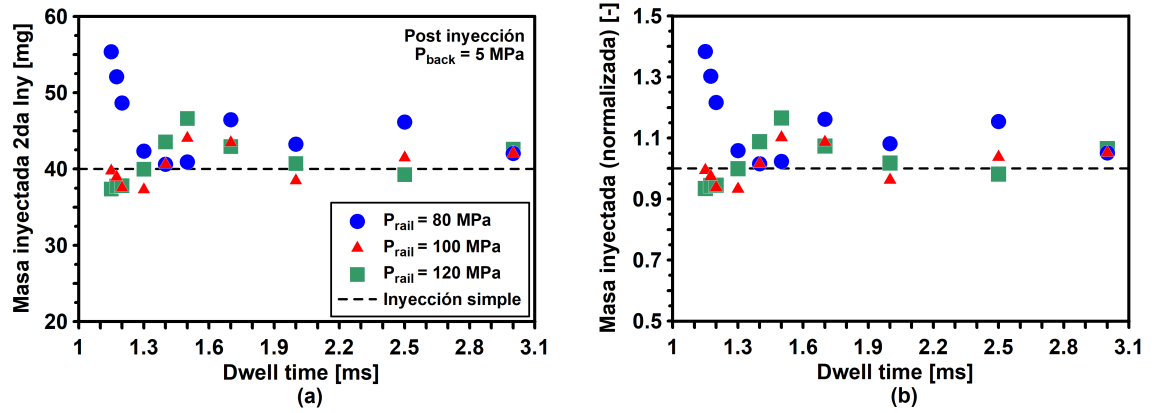 Masa inyectada 2da Iny [mg]
60
50
40
30
20
Post inyección
Pback = 5 MPa
Prail = 80 MPa
Prail = 100 MPa
Prail = 120 MPa
Inyección simple
1 1.3 1.6 1.9 2.2 2.5 2.8 3.1
Dwell time [ms]
(a)
Masa inyectada (normalizada) [-]
1.5
1.3
1.1
0.9
0.7
0.5
1 1.3 1.6 1.9 2.2 2.5 2.8 3.1
Dwell time [ms]
(b)